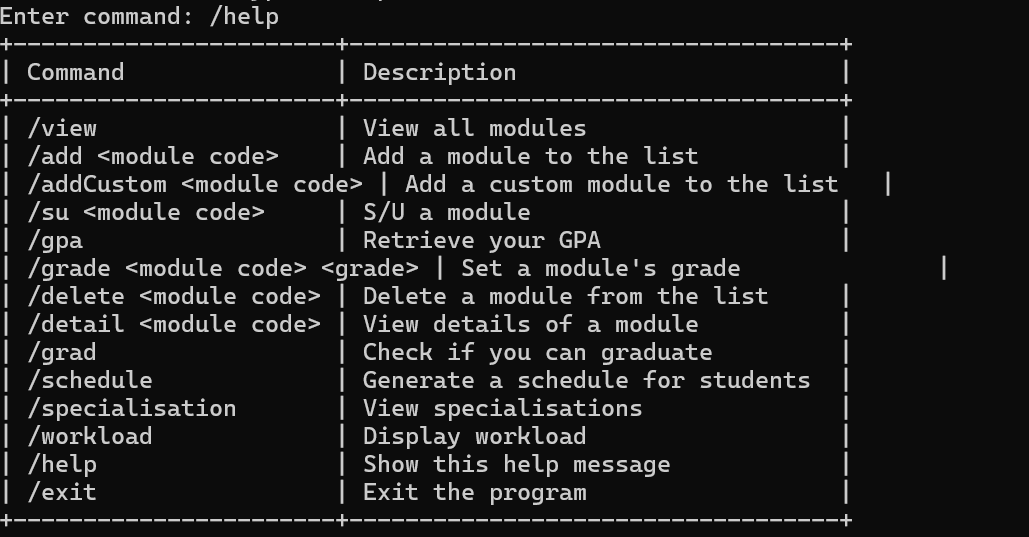 Enter command: /help
+-----------------------+-----------------------------------+
| Command               | Description                       |
+-----------------------+-----------------------------------+
| /view                 | View all modules                  |
| /add <module code>    | Add a module to the list          |
| /addCustom <module code> | Add a custom module to the list   |
| /su <module code>     | S/U a module                      |
| /gpa                  | Retrieve your GPA                 |
| /grade <module code> <grade> | Set a module's grade              |
| /delete <module code> | Delete a module from the list     |
| /detail <module code> | View details of a module          |
| /grad                 | Check if you can graduate         |
| /schedule             | Generate a schedule for students  |
| /specialisation       | View specialisations              |
| /workload             | Display workload                  |
| /help                 | Show this help message            |
| /exit                 | Exit the program                  |
+-----------------------+-----------------------------------+